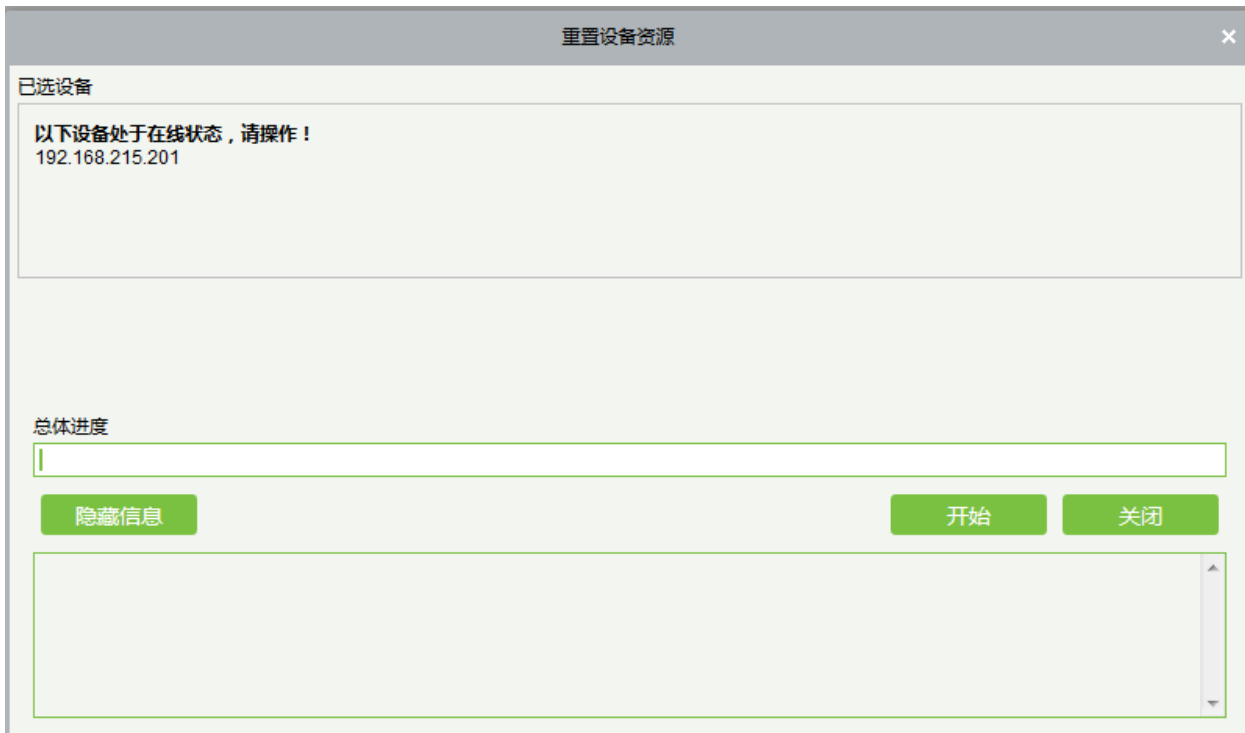 重置设备资源
已选设备
以下设备处于在线状态，请操作！
192.168.215.201
总体进度
隐藏信息 开始 关闭